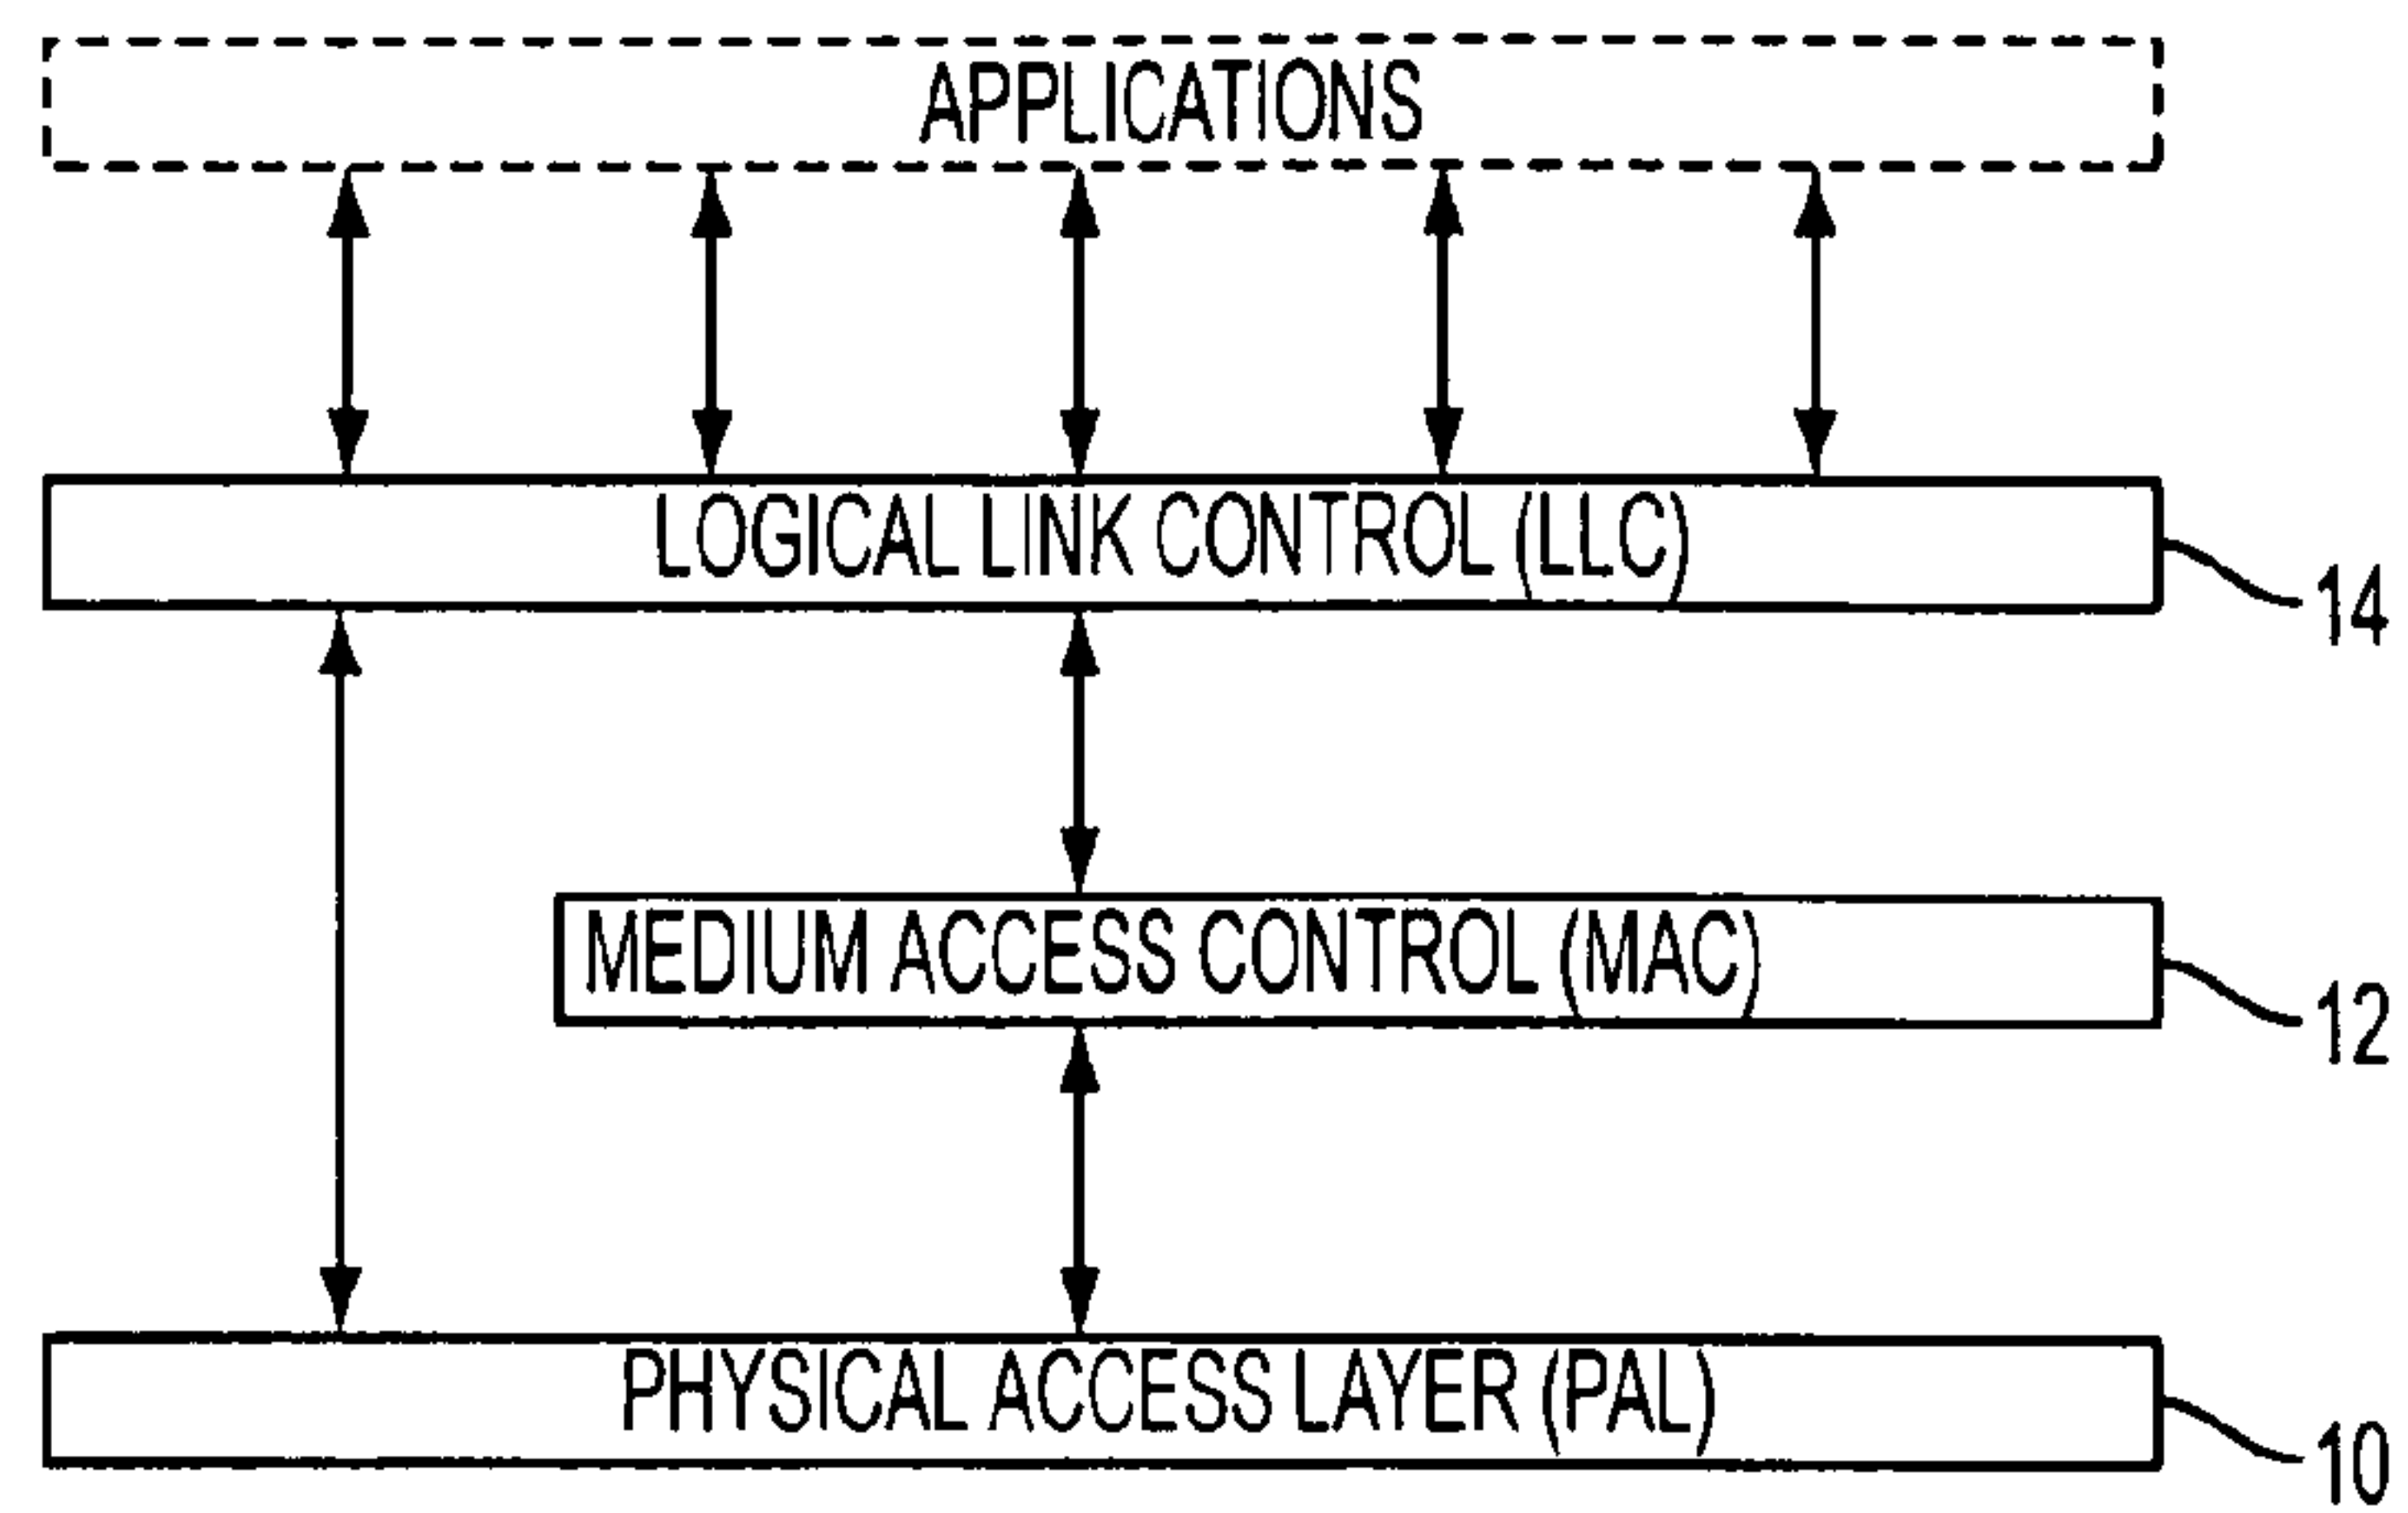 APPLICATIONS
LOGICAL LINK CONTROL (LLC)
14
MEDIUM ACCESS CONTROL (MAC)
12
PHYSICAL ACCESS LAYER (PAL)
10